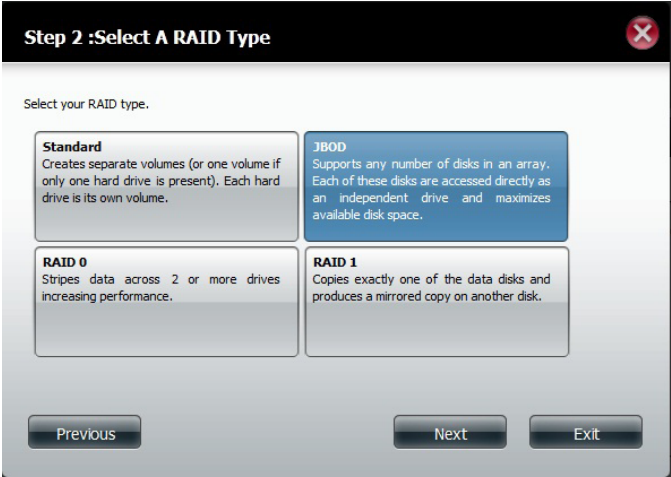 Step 2 :Select A RAID Type
Select your RAID type.
Standard
Creates separate volumes (or one volume if
only one hard drive is present). Each hard
drive is its own volume.
JBOD
Supports any number of disks in an array.
Each of these disks are accessed directly as
an independent drive and maximizes
available disk space.
RAID 0
Stripes data across 2 or more drives
increasing performance.
RAID 1
Copies exactly one of the data disks and
produces a mirrored copy on another disk.
Previous
Next
Exit